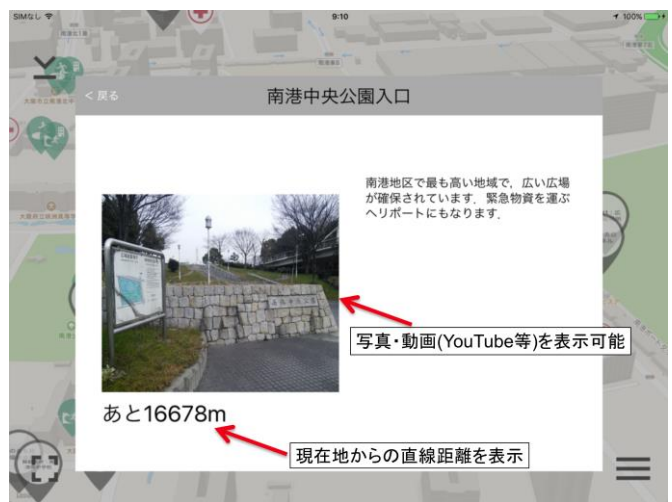 SIMなし
9:10
100%
< 戻る
南港中央公園入口
南港地区で最も高い地域で，広い広場
が確保されています．緊急物資を運ぶ
ヘリポートにもなります．
写真・動画(YouTube等)を表示可能
あと16678m
現在地からの直線距離を表示